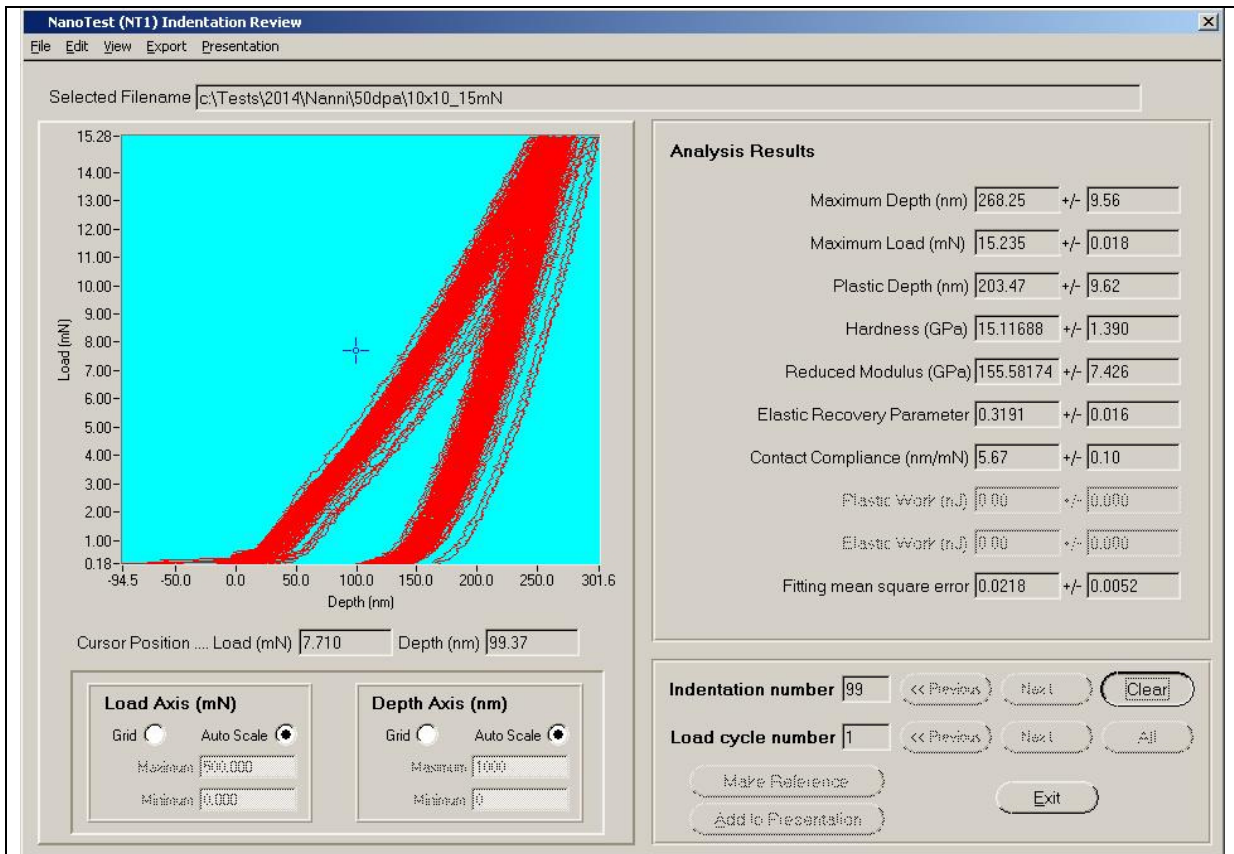 NanoTest (NT1) Indentation Review
File Edit View Export Presentation
Selected Filename c:\Tests\2014\Nanni\50dpa\10x10_15mN
15.28
14.00
13.00
12.00
11.00
10.00
9.00
8.00
7.00
6.00
5.00
4.00
3.00
2.00
1.00
0.18
Load (mN)
-94.5 -50.0 0.0 50.0 100.0 150.0 200.0 250.0 301.6
Depth (nm)
Cursor Position .... Load (mN) 7.710 Depth (nm) 99.37
Load Axis (mN)
Grid Auto Scale
Maximum 500.000
Minimum 0.000
Depth Axis (nm)
Grid Auto Scale
Maximum 1000
Minimum 0
Analysis Results
Maximum Depth (nm) 268.25 +/- 9.56
Maximum Load (mN) 15.235 +/- 0.018
Plastic Depth (nm) 203.47 +/- 9.62
Hardness (GPa) 15.11688 +/- 1.390
Reduced Modulus (GPa) 155.58174 +/- 7.426
Elastic Recovery Parameter 0.3191 +/- 0.016
Contact Compliance (nm/mN) 5.67 +/- 0.10
Plastic Work (nJ) 0.00 +/- 0.000
Elastic Work (nJ) 0.00 +/- 0.000
Fitting mean square error 0.0218 +/- 0.0052
Indentation number 99 << Previous Next Clear
Load cycle number 1 << Previous Next All
Make Reference
Add to Presentation
Exit